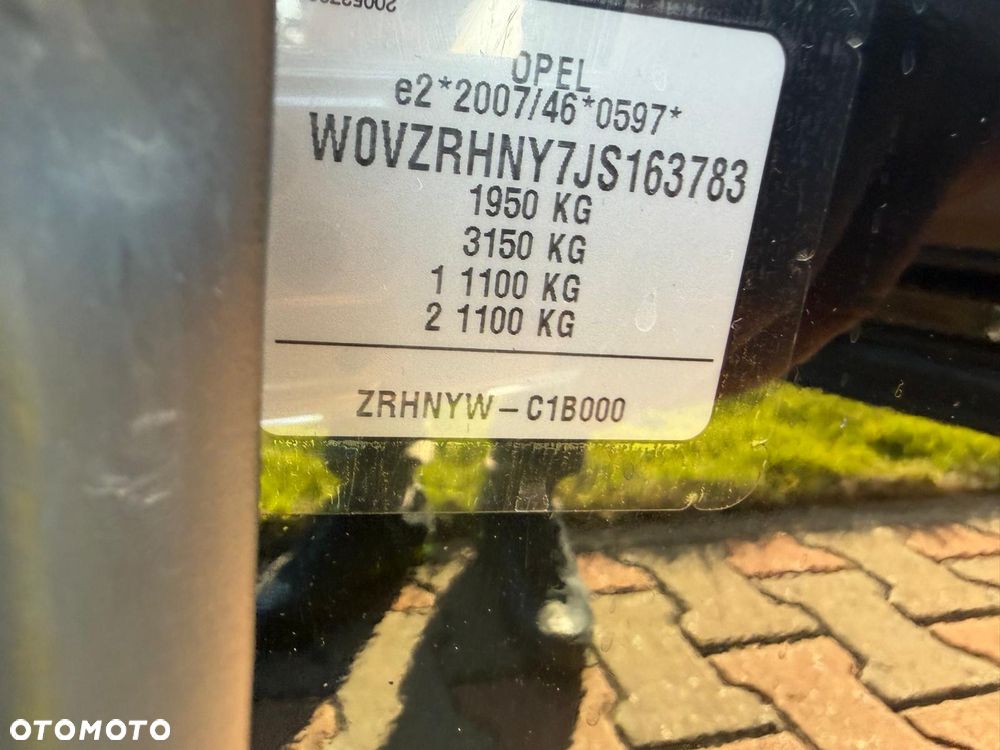 OPEL
e2*2007/46*0597*
W0VZRHNY7JS163783
1950 KG
3150 KG
1 1100 KG
2 1100 KG
ZRHNYW – C1B000
OTOMOTO